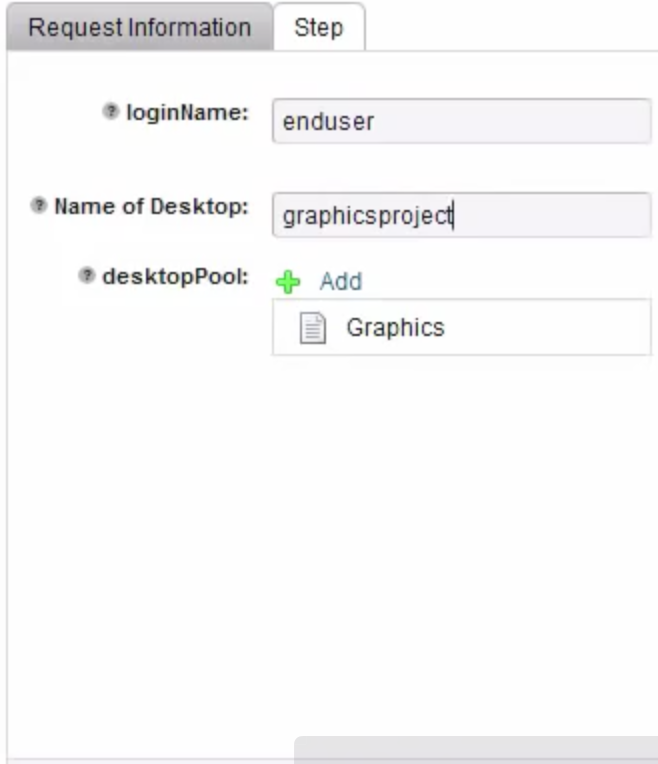 Request Information Step
loginName: enduser
Name of Desktop: graphicsproject
desktopPool: Add
Graphics